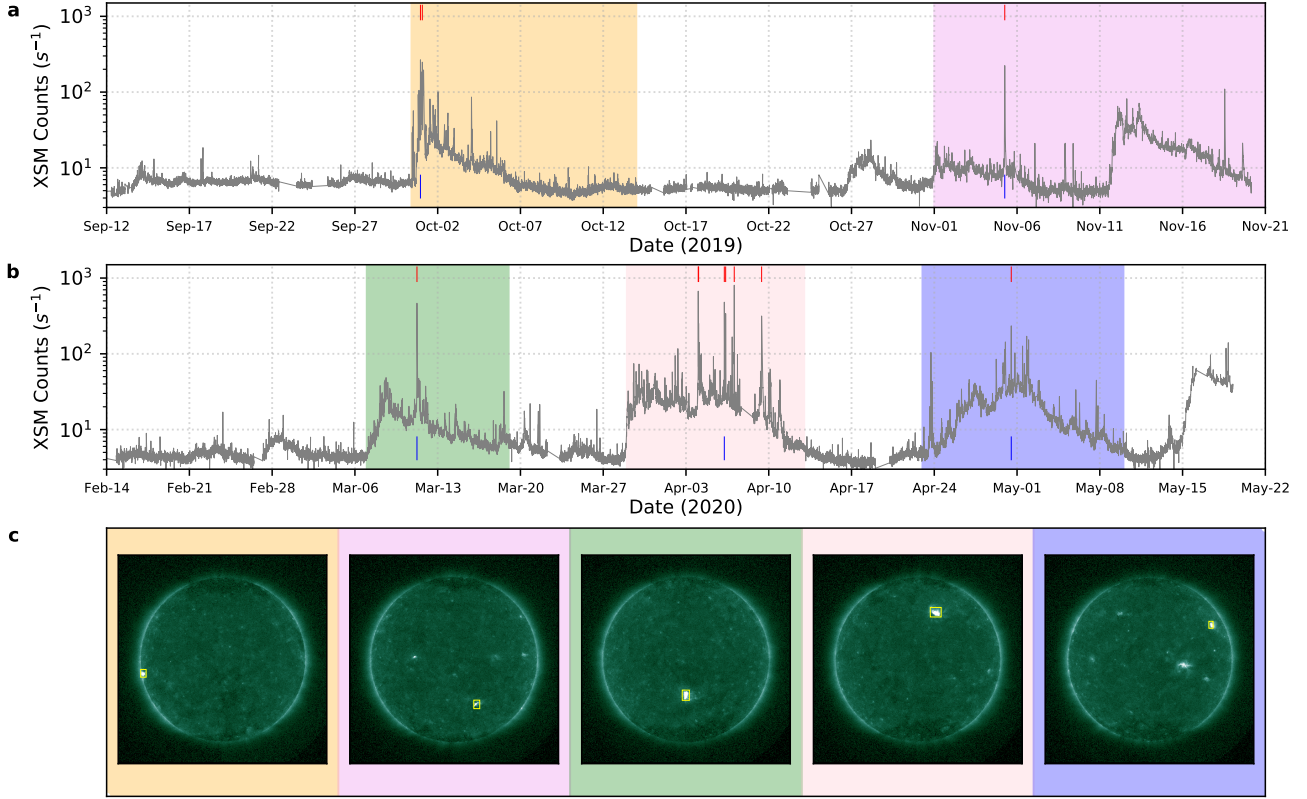 a
XSM Counts (s⁻¹)
10³
10²
10¹
Sep-12 Sep-17 Sep-22 Sep-27 Oct-02 Oct-07 Oct-12 Oct-17 Oct-22 Oct-27 Nov-01 Nov-06 Nov-11 Nov-16 Nov-21
Date (2019)
b
XSM Counts (s⁻¹)
10³
10²
10¹
Feb-14 Feb-21 Feb-28 Mar-06 Mar-13 Mar-20 Mar-27 Apr-03 Apr-10 Apr-17 Apr-24 May-01 May-08 May-15 May-22
Date (2020)
c